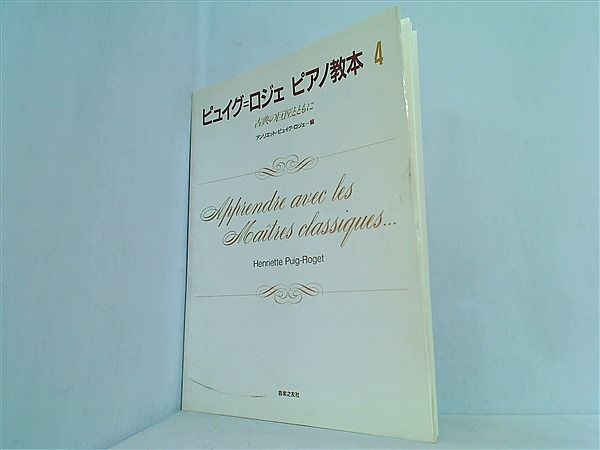 ピュイグ=ロジェ ピアノ教本 4
古典の巨匠とともに
アンリエット・ピュイグ・ロジェ―編
Apprendre avec les
Maîtres classiques...
Henriette Puig-Roget
音楽之友社